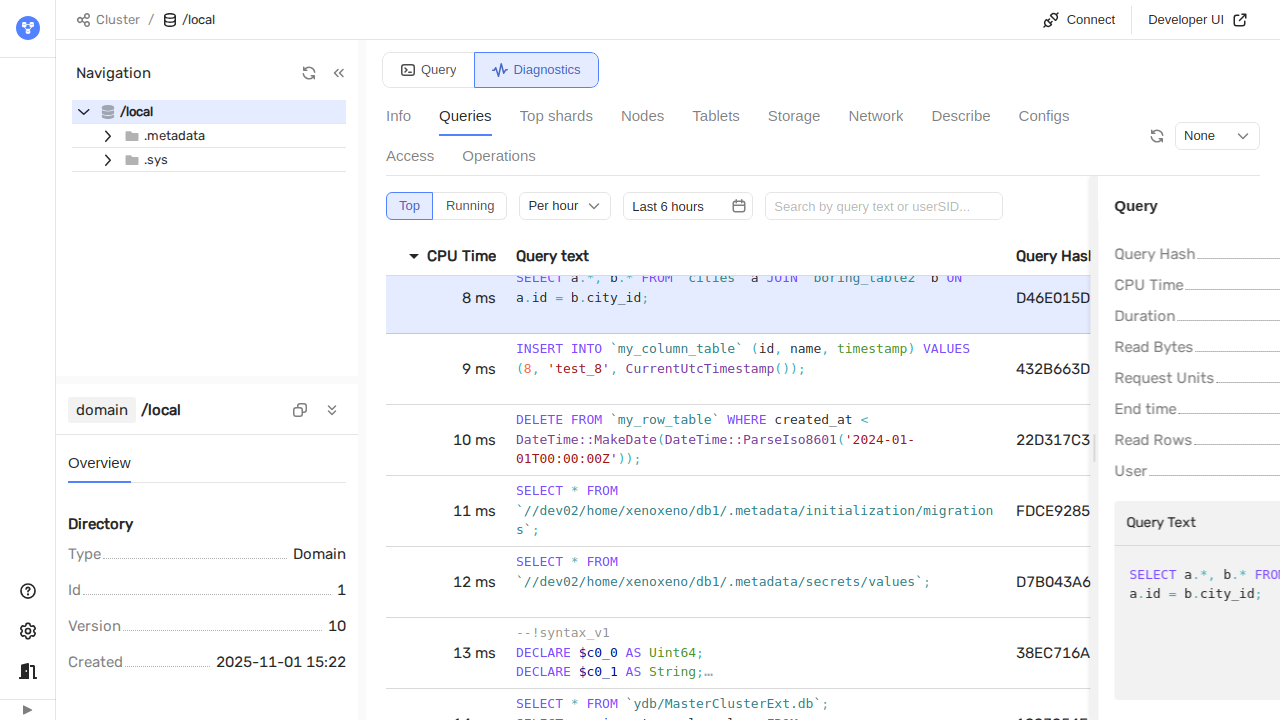 Cluster / /local
Connect
Developer UI
Navigation
/local
.metadata
.sys
domain /local
Overview
Directory
Type Domain
Id 1
Version 10
Created 2025-11-01 15:22
Query
Diagnostics
Info Queries Top shards Nodes Tablets Storage Network Describe Configs
Access Operations
None
Top Running Per hour Last 6 hours Search by query text or userSID...
CPU Time Query text Query Hash
8 ms
SELECT a.*, b.* FROM `cities` a JOIN `boring_table2` b ON
a.id = b.city_id;
D46E015D
9 ms
INSERT INTO `my_column_table` (id, name, timestamp) VALUES
(8, 'test_8', CurrentUtcTimestamp());
432B663D
10 ms
DELETE FROM `my_row_table` WHERE created_at <
DateTime::MakeDate(DateTime::ParseIso8601('2024-01-
01T00:00:00Z'));
22D317C3
11 ms
SELECT * FROM
`//dev02/home/xenoxeno/db1/.metadata/initialization/migration
s`;
FDCE9285
12 ms
SELECT * FROM
`//dev02/home/xenoxeno/db1/.metadata/secrets/values`;
D7B043A6
13 ms
--!syntax_v1
DECLARE $c0_0 AS Uint64;
DECLARE $c0_1 AS String;…
38EC716A
SELECT * FROM `ydb/MasterClusterExt.db`;
Query
Query Hash
CPU Time
Duration
Read Bytes
Request Units
End time
Read Rows
User
Query Text
SELECT a.*, b.* FROM
a.id = b.city_id;